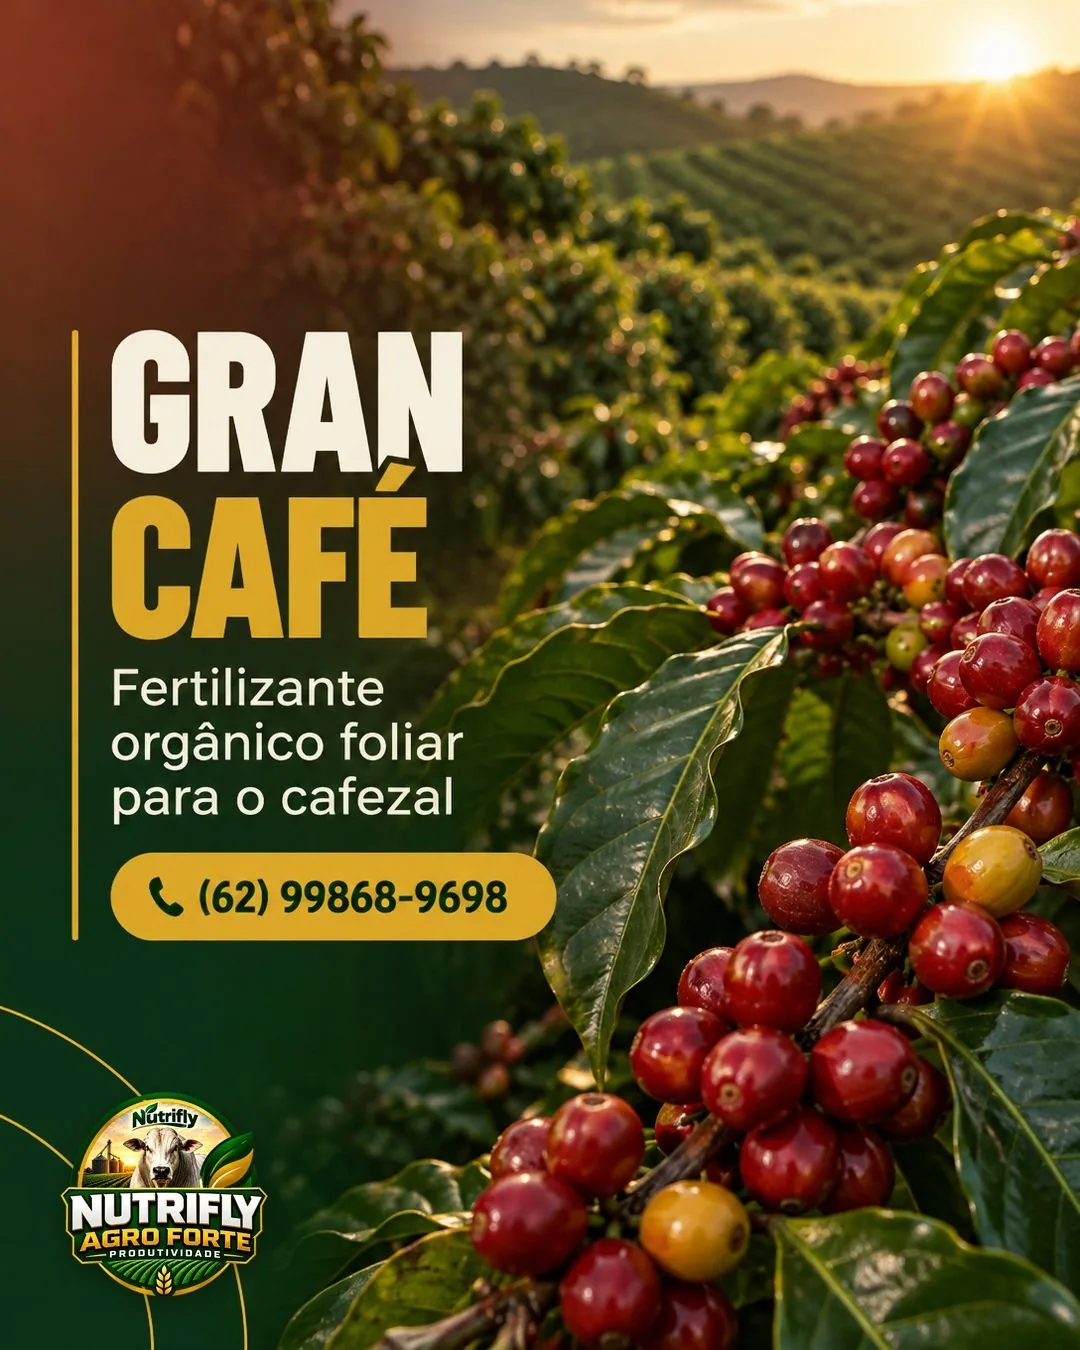 GRAN
CAFÉ
Fertilizante
orgânico foliar
para o cafezal
(62) 99868-9698
Nutrifly
NUTRIFLY
AGRO FORTE
PRODUTIVIDADE